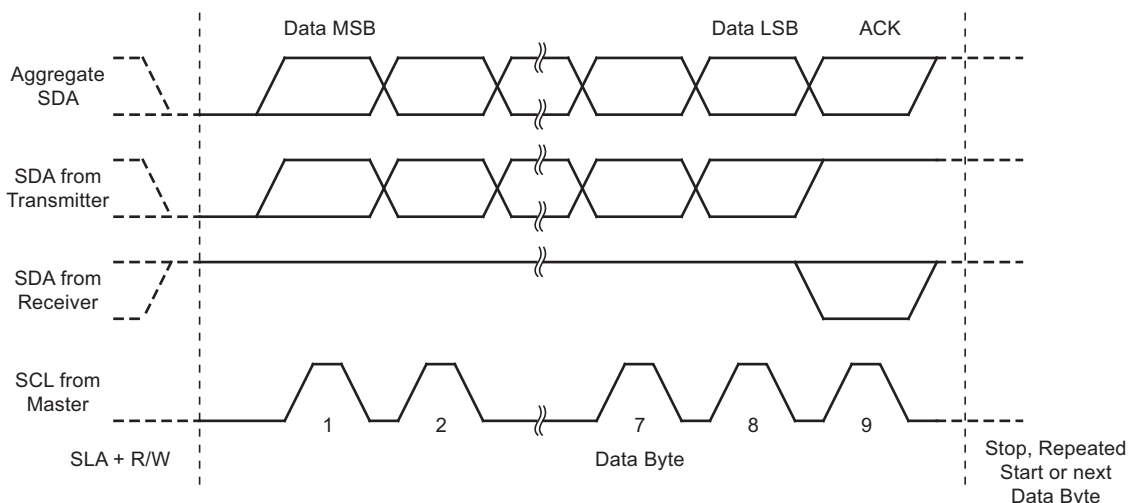 Data MSB
Data LSB
ACK
Aggregate
SDA
SDA from
Transmitter
SDA from
Receiver
SCL from
Master
1
2
7
8
9
SLA + R/W
Data Byte
Stop, Repeated
Start or next
Data Byte